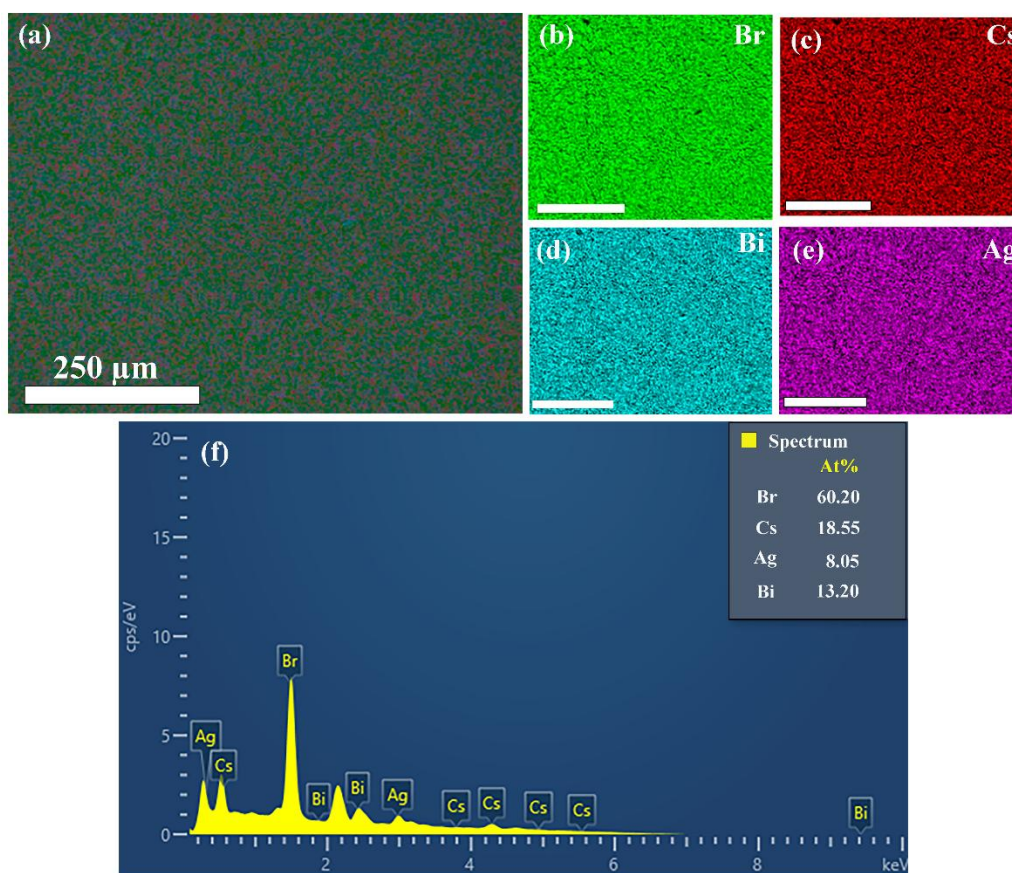 (a)
250 µm
(b) Br
(c) Cs
(d) Bi
(e) Ag
(f)
Spectrum
At%
Br 60.20
Cs 18.55
Ag 8.05
Bi 13.20
cps/eV
20
15
10
5
0
Ag
Cs
Br
Bi
Bi
Ag
Cs
Cs
Cs
Cs
Bi
2 4 6 8 keV